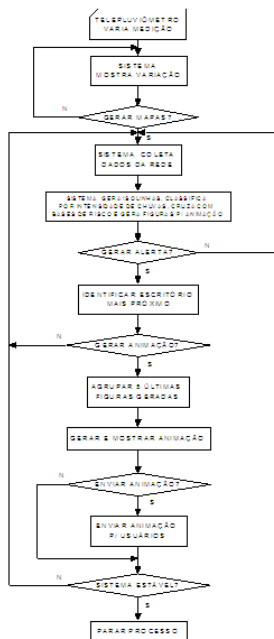 TELEPLUVIÔMETRO
VARIA MEDIÇÃO
SISTEMA
MOSTRA VARIAÇÃO
N
GERAR MAPAS?
S
SISTEMA COLETA
DADOS DA REDE
SISTEMA GERA ISOLINHAS, CLASSIFICA
POR INTENSIDADE DE CHUVAS, CRUZA COM
BASES DE RISCO E GERA FIGURAS P/ ANIMAÇÃO
GERAR ALERTA?
N
S
IDENTIFICAR ESCRITÓRIO
MAIS PRÓXIMO
N
GERAR ANIMAÇÃO?
S
AGRUPAR 5 ÚLTIMAS
FIGURAS GERADAS
GERAR E MOSTRAR ANIMAÇÃO
N
ENVIAR ANIMAÇÃO?
S
ENVIAR ANIMAÇÃO
P/ USUÁRIOS
N
SISTEMA ESTÁVEL?
S
PARAR PROCESSO